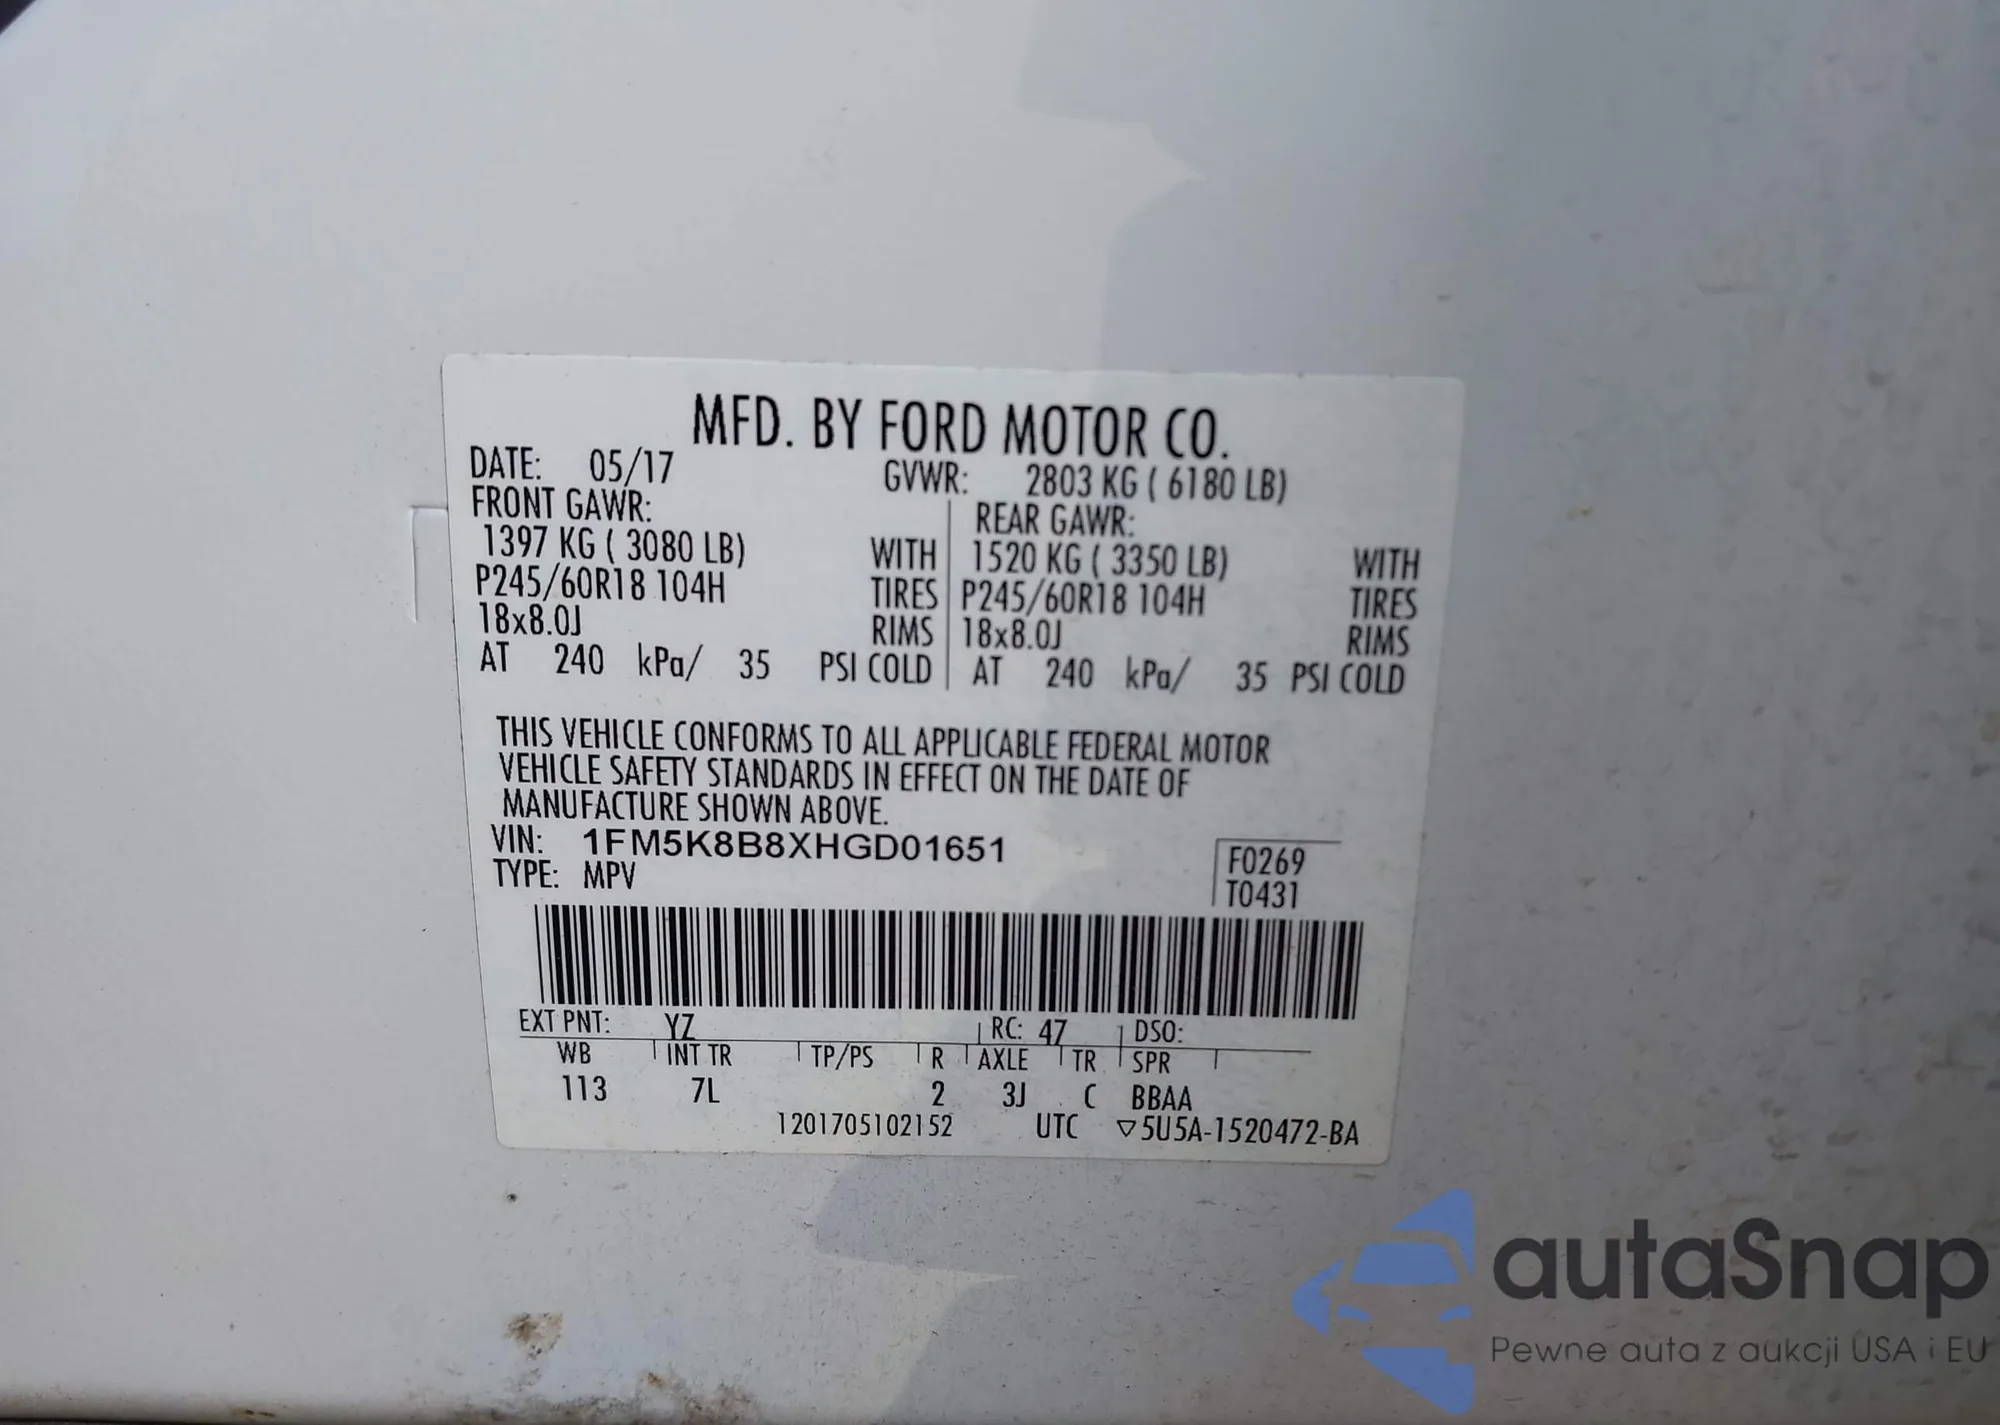 MFD. BY FORD MOTOR CO.
DATE: 05/17 GVWR: 2803 KG ( 6180 LB)
FRONT GAWR: REAR GAWR:
1397 KG ( 3080 LB) WITH 1520 KG ( 3350 LB) WITH
P245/60R18 104H TIRES P245/60R18 104H TIRES
18x8.0J RIMS 18x8.0J RIMS
AT 240 kPa/ 35 PSI COLD AT 240 kPa/ 35 PSI COLD
THIS VEHICLE CONFORMS TO ALL APPLICABLE FEDERAL MOTOR
VEHICLE SAFETY STANDARDS IN EFFECT ON THE DATE OF
MANUFACTURE SHOWN ABOVE.
VIN: 1FM5K8B8XHGD01651
TYPE: MPV
F0269
T0431
EXT PNT: YZ RC: 47 DSO:
WB INT TR TP/PS R AXLE TR SPR
113 7L 2 3J C BBAA
1201705102152 UTC ▽5U5A-1520472-BA
autaSnap
Pewne auta z aukcji USA i EU